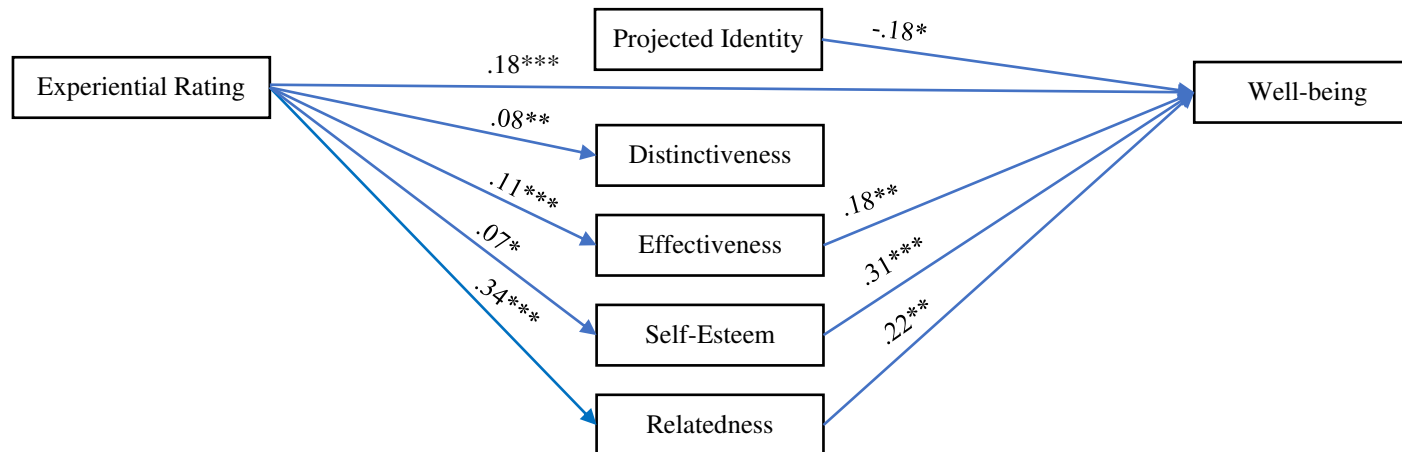 Projected Identity
-.18*
Experiential Rating
.18***
Well-being
.08**
Distinctiveness
.11***
.18**
Effectiveness
.07*
.31***
Self-Esteem
.34***
.22**
Relatedness